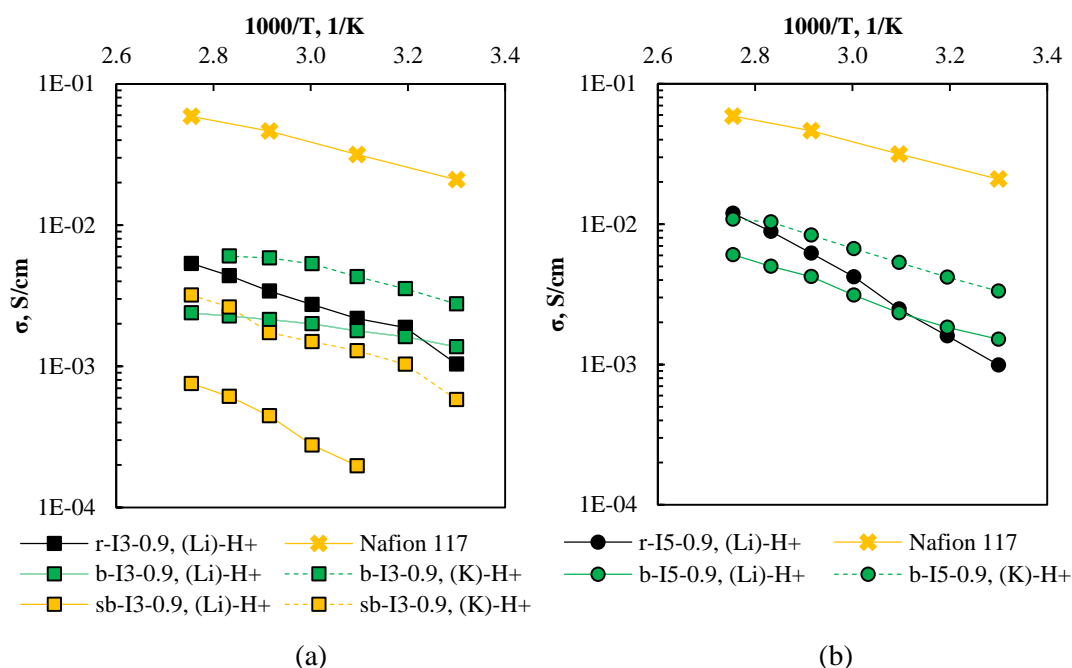 1000/T, 1/K
2.6 2.8 3.0 3.2 3.4
1E-01
1E-02
1E-03
1E-04
σ, S/cm
r-I3-0.9, (Li)-H+ Nafion 117
b-I3-0.9, (Li)-H+ b-I3-0.9, (K)-H+
sb-I3-0.9, (Li)-H+ sb-I3-0.9, (K)-H+
(a)
1000/T, 1/K
2.6 2.8 3.0 3.2 3.4
1E-01
1E-02
1E-03
1E-04
σ, S/cm
r-I5-0.9, (Li)-H+ Nafion 117
b-I5-0.9, (Li)-H+ b-I5-0.9, (K)-H+
(b)